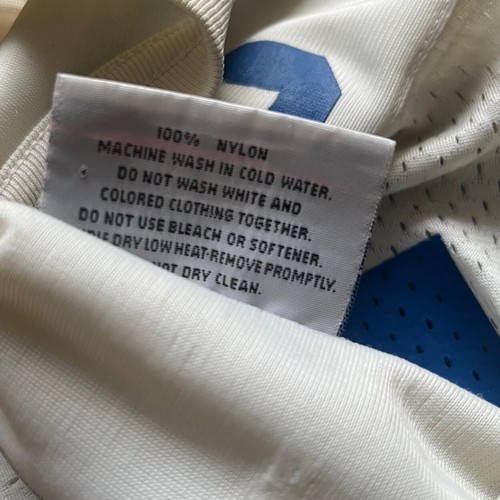 100% NYLON
MACHINE WASH IN COLD WATER.
DO NOT WASH WHITE AND
COLORED CLOTHING TOGETHER.
DO NOT USE BLEACH OR SOFTENER.
DRY LOW HEAT-REMOVE PROMPTLY.
NOT DRY CLEAN.